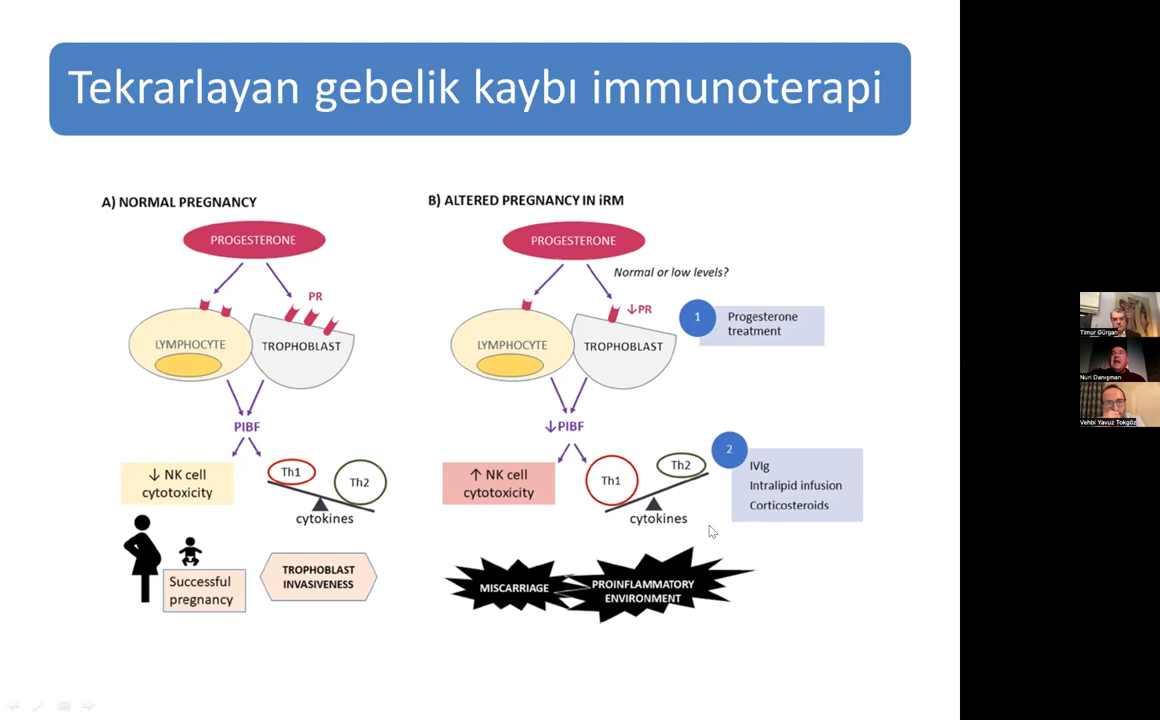 Tekrarlayan gebelik kaybı immunoterapi
A) NORMAL PREGNANCY
PROGESTERONE
PR
LYMPHOCYTE
TROPHOBLAST
PIBF
↓ NK cell
cytotoxicity
Th1
Th2
cytokines
Successful
pregnancy
TROPHOBLAST
INVASIVENESS
B) ALTERED PREGNANCY IN iRM
PROGESTERONE
Normal or low levels?
↓PR
LYMPHOCYTE
TROPHOBLAST
1
Progesterone
treatment
↓PIBF
↑ NK cell
cytotoxicity
Th1
Th2
cytokines
2
IVIg
Intralipid infusion
Corticosteroids
MISCARRIAGE
PROINFLAMMATORY
ENVIRONMENT
Timur Gürgan
Nuri Danışman
Vehbi Yavuz Tokgöz